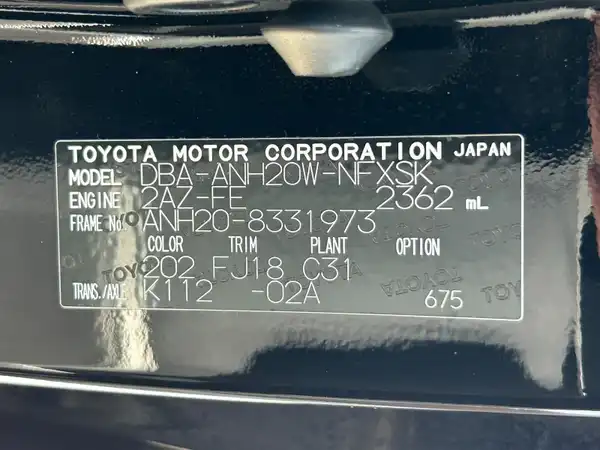 TOYOTA MOTOR CORPORATION JAPAN
MODEL DBA-ANH20W-NFXSK
ENGINE 2AZ-FE 2362 mL
FRAME No. ANH20-8331973
COLOR TRIM PLANT OPTION
202 FJ18 C31
TRANS./AXLE K112 -02A 675